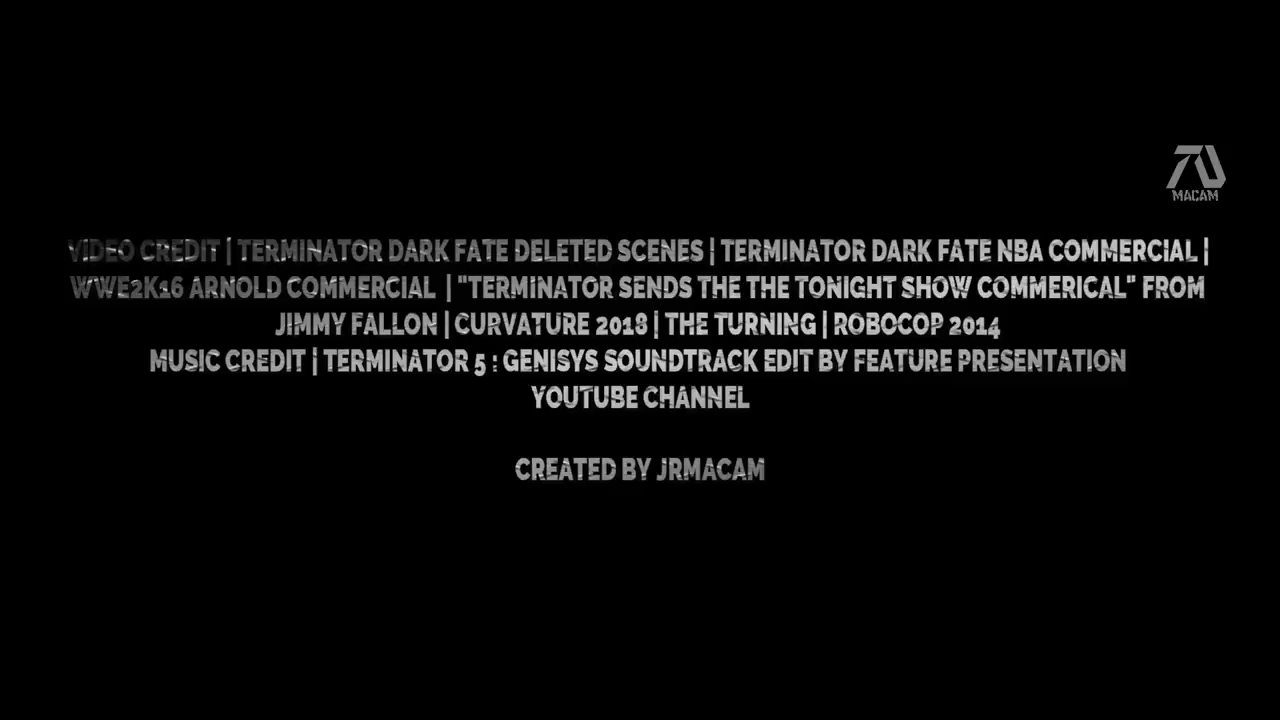 MACAM
VIDEO CREDIT | TERMINATOR DARK FATE DELETED SCENES | TERMINATOR DARK FATE NBA COMMERCIAL |
WWE2K16 ARNOLD COMMERCIAL | "TERMINATOR SENDS THE THE TONIGHT SHOW COMMERICAL" FROM
JIMMY FALLON | CURVATURE 2018 | THE TURNING | ROBOCOP 2014
MUSIC CREDIT | TERMINATOR 5 : GENISYS SOUNDTRACK EDIT BY FEATURE PRESENTATION
YOUTUBE CHANNEL
CREATED BY JRMACAM